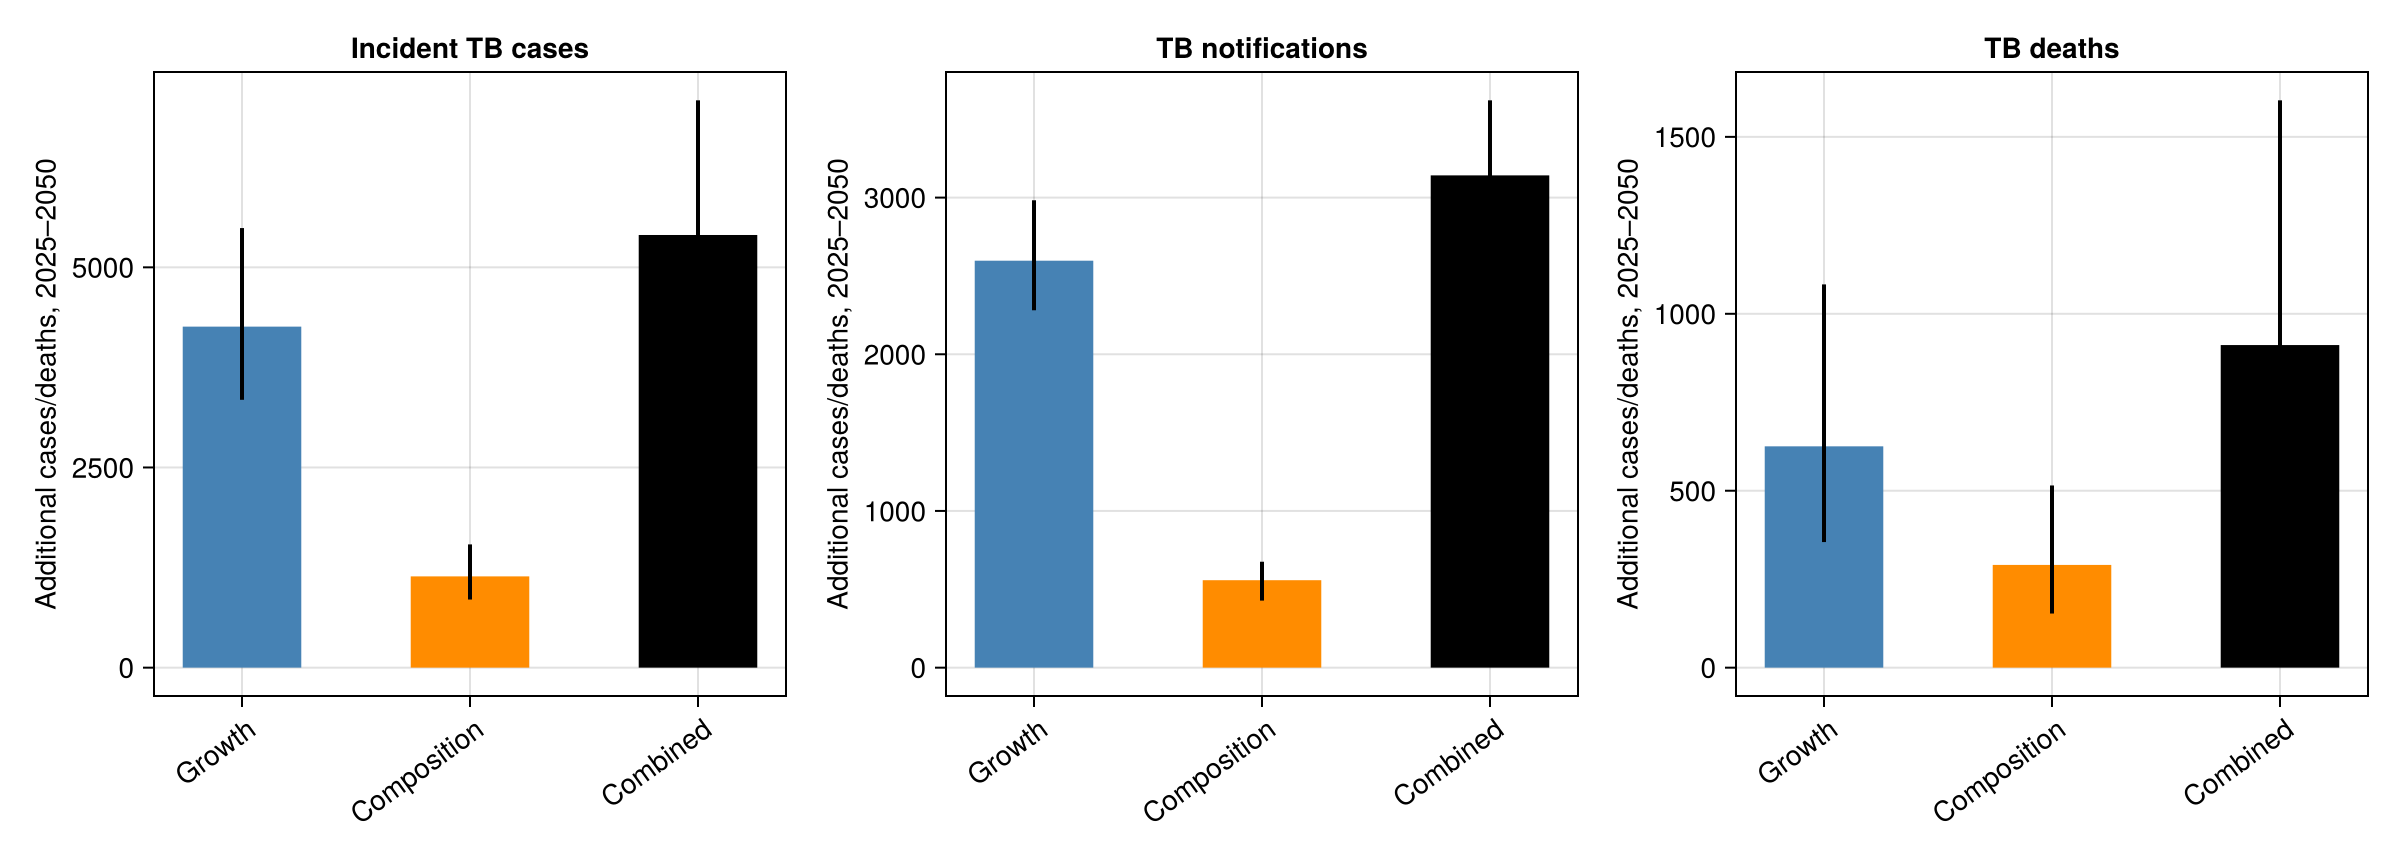 Incident TB cases
Additional cases/deaths, 2025–2050
5000
2500
0
Growth
Composition
Combined
TB notifications
Additional cases/deaths, 2025–2050
3000
2000
1000
0
Growth
Composition
Combined
TB deaths
Additional cases/deaths, 2025–2050
1500
1000
500
0
Growth
Composition
Combined